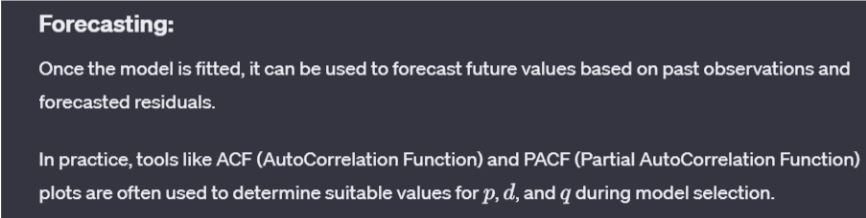 Forecasting:
Once the model is fitted, it can be used to forecast future values based on past observations and
forecasted residuals.
In practice, tools like ACF (AutoCorrelation Function) and PACF (Partial AutoCorrelation Function)
plots are often used to determine suitable values for p, d, and q during model selection.